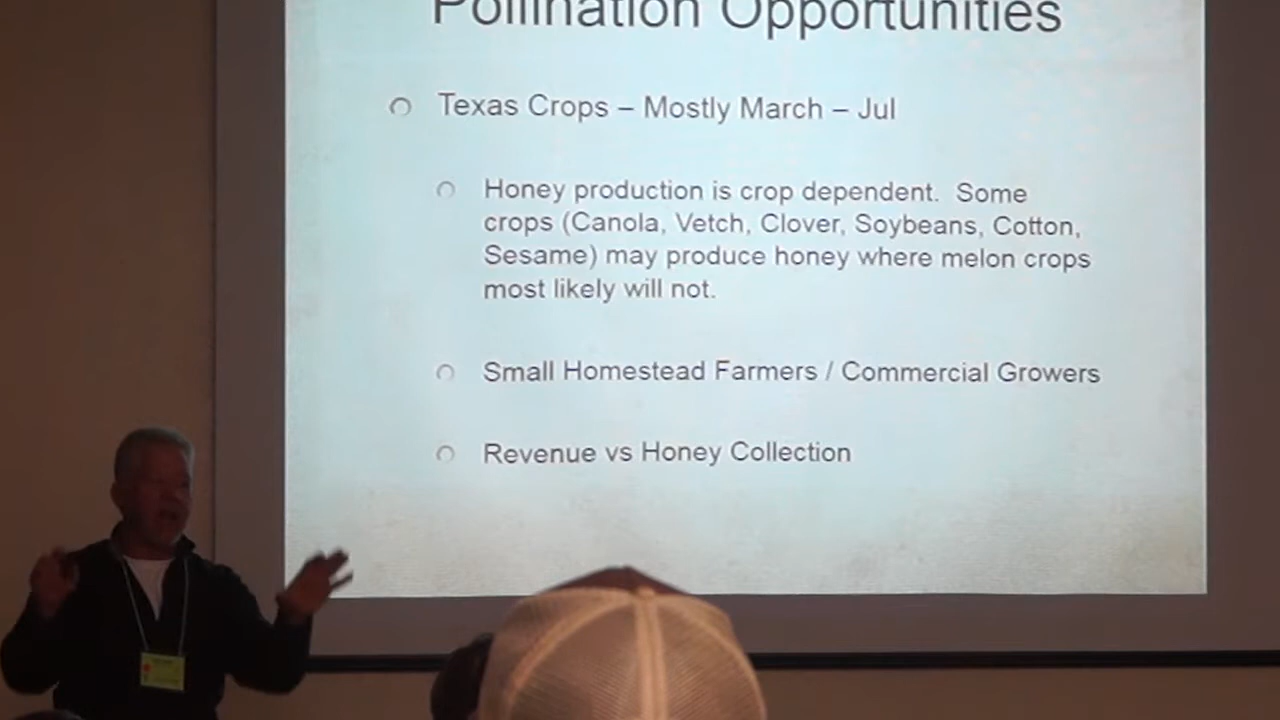 Pollination Opportunities
Texas Crops – Mostly March – Jul
Honey production is crop dependent. Some
crops (Canola, Vetch, Clover, Soybeans, Cotton,
Sesame) may produce honey where melon crops
most likely will not.
Small Homestead Farmers / Commercial Growers
Revenue vs Honey Collection